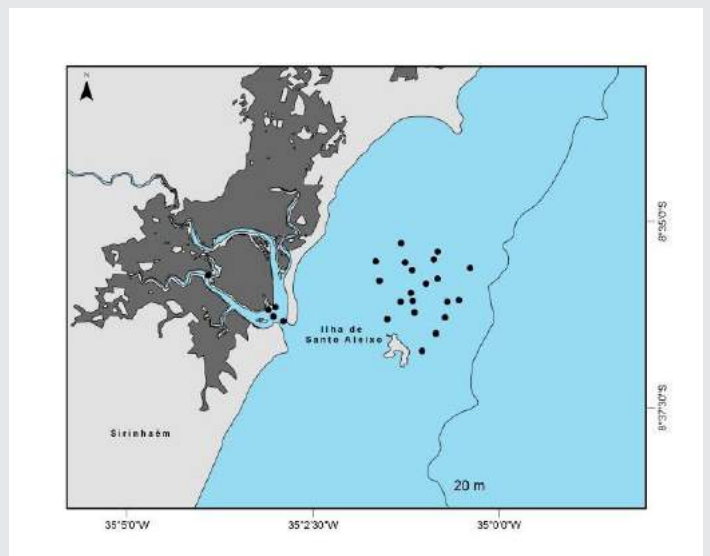 N
8°35'0"S
Ilha de
Santo Aleixo
8°37'30"S
Sirinhaém
20 m
35°5'0"W
35°2'30"W
35°0'0"W